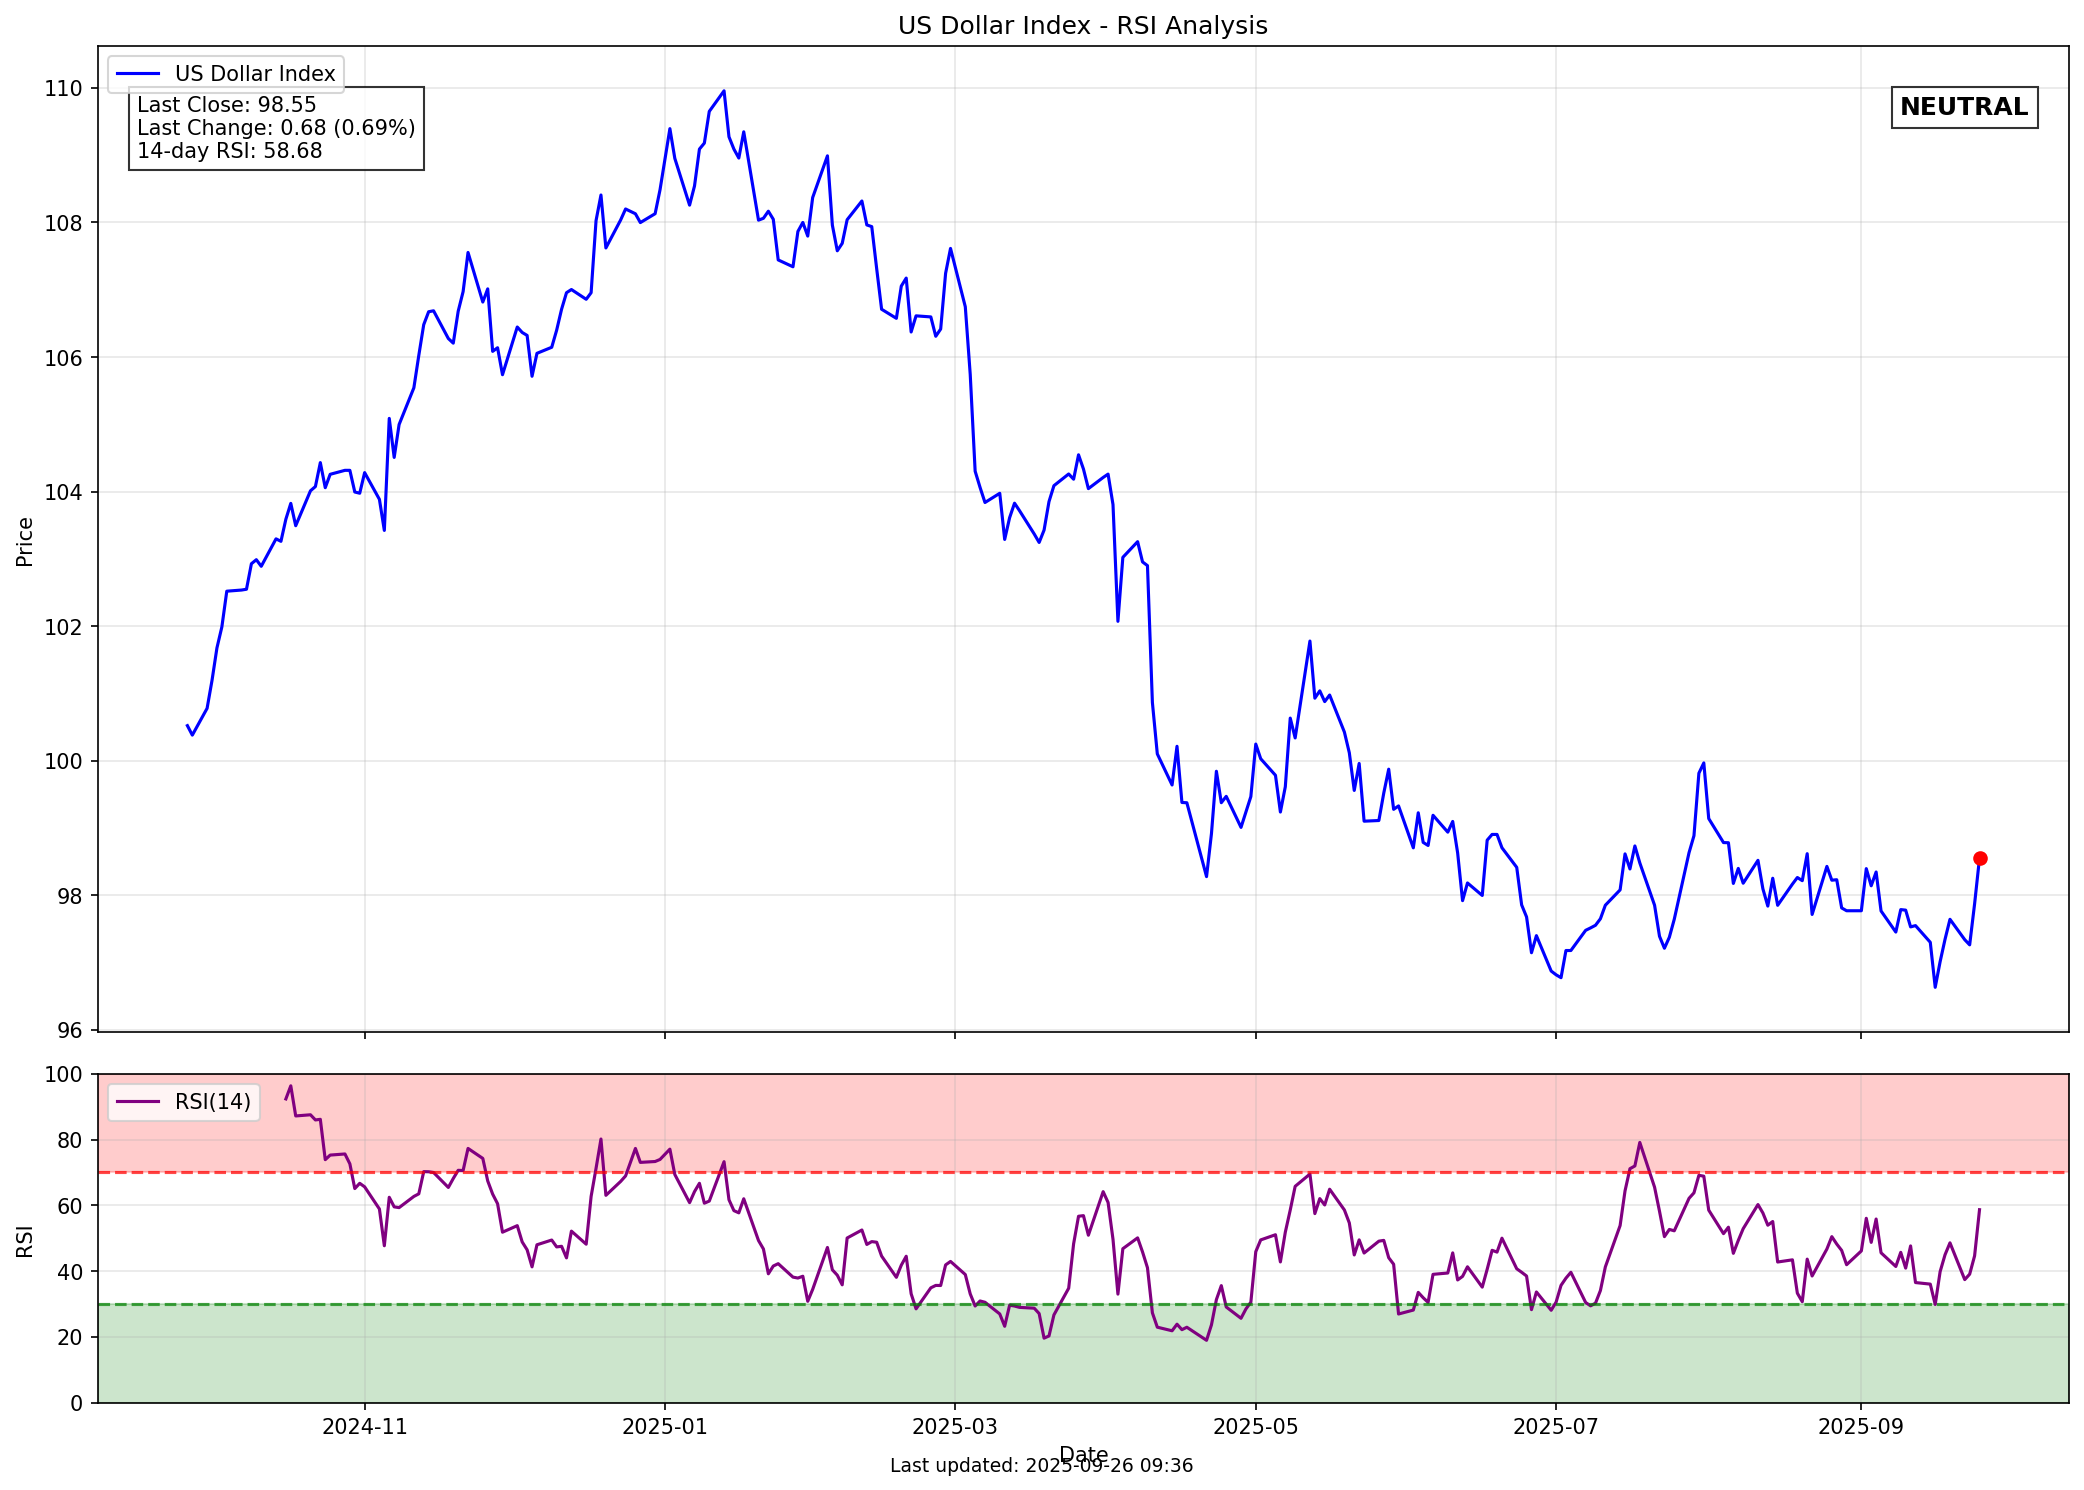 US Dollar Index - RSI Analysis
US Dollar Index
Last Close: 98.55
Last Change: 0.68 (0.69%)
14-day RSI: 58.68
NEUTRAL
Price
110
108
106
104
102
100
98
96
RSI(14)
RSI
100
80
60
40
20
0
2024-11
2025-01
2025-03
2025-05
2025-07
2025-09
Date
Last updated: 2025-09-26 09:36